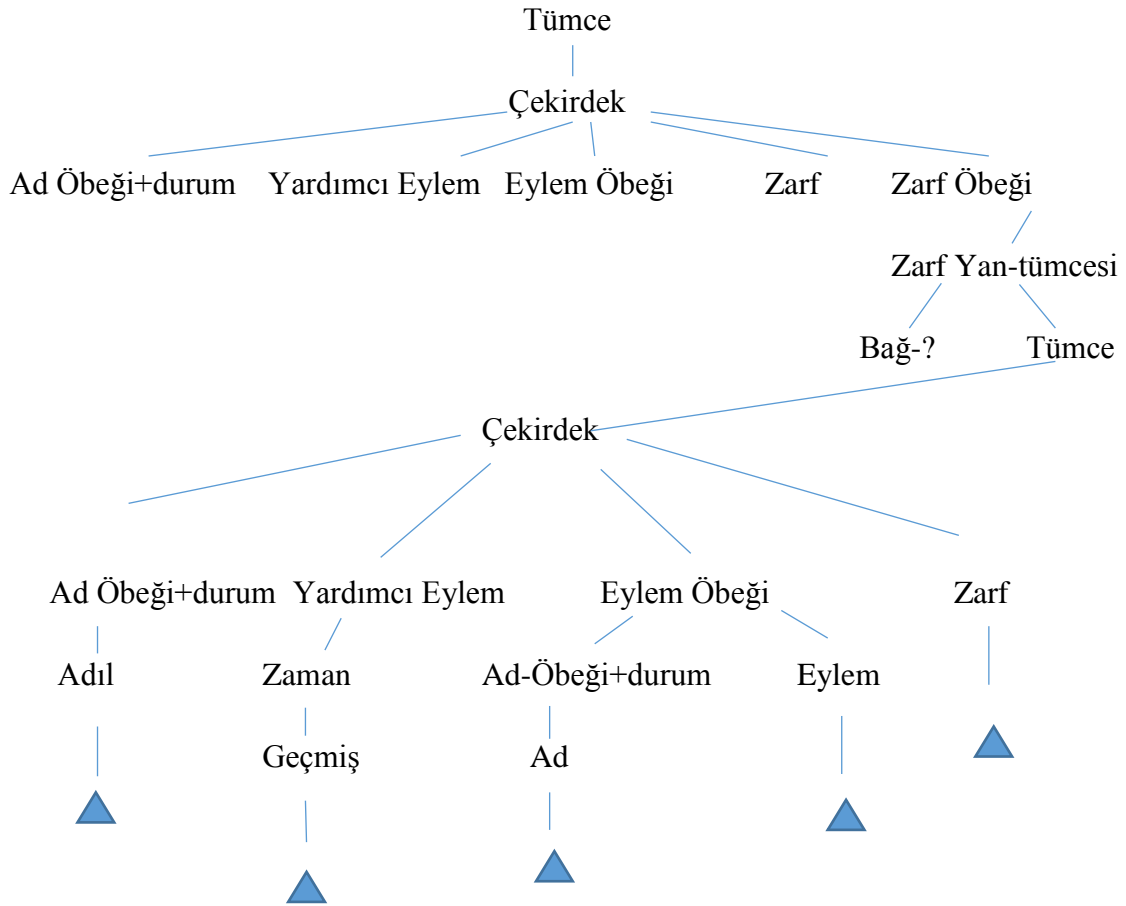 Tümce
Çekirdek
Ad Öbeği+durum Yardımcı Eylem Eylem Öbeği Zarf Zarf Öbeği
Zarf Yan-tümcesi
Bağ-? Tümce
Çekirdek
Ad Öbeği+durum Yardımcı Eylem Eylem Öbeği Zarf
Adıl Zaman Ad-Öbeği+durum Eylem
Geçmiş Ad